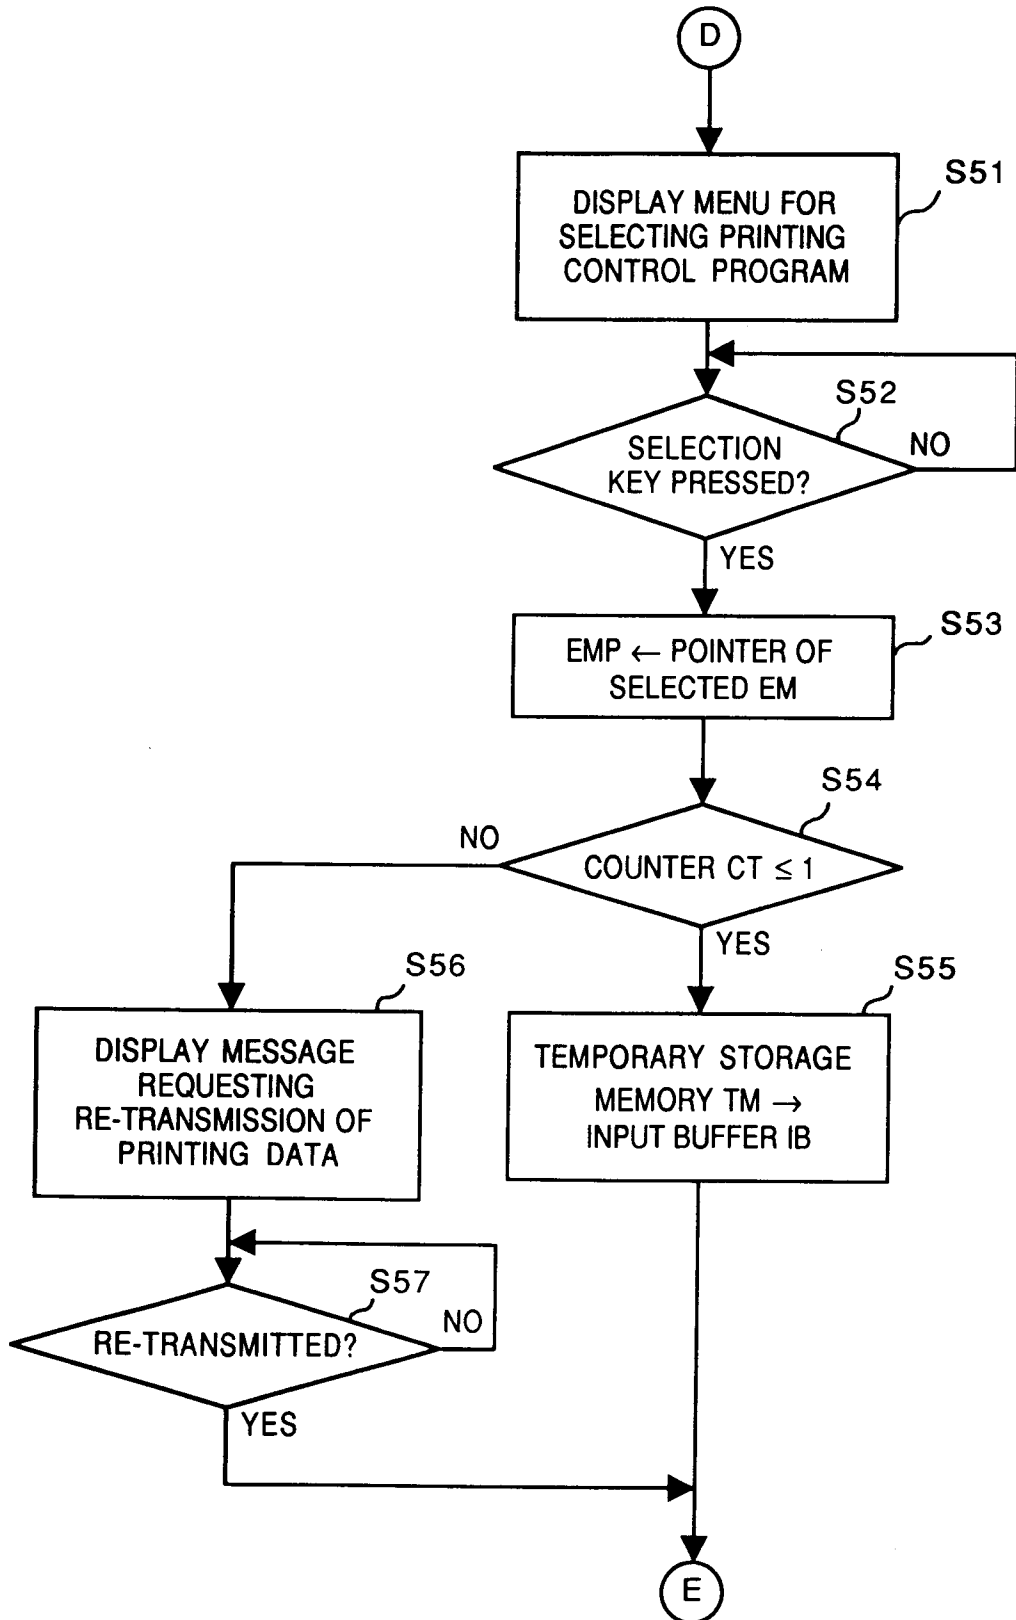 D
S51
DISPLAY MENU FOR
SELECTING PRINTING
CONTROL PROGRAM
S52
SELECTION
KEY PRESSED?
NO
YES
S53
EMP ← POINTER OF
SELECTED EM
S54
NO
COUNTER CT ≤ 1
YES
S56
DISPLAY MESSAGE
REQUESTING
RE-TRANSMISSION OF
PRINTING DATA
S55
TEMPORARY STORAGE
MEMORY TM →
INPUT BUFFER IB
S57
RE-TRANSMITTED?
NO
YES
E